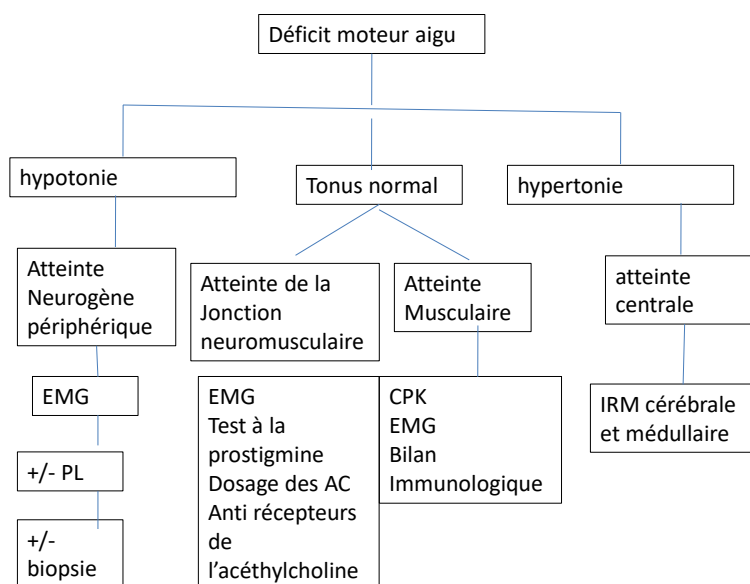 Déficit moteur aigu
hypotonie
Tonus normal
hypertonie
Atteinte
Neurogène
périphérique
Atteinte de la
Jonction
neuromusculaire
Atteinte
Musculaire
atteinte
centrale
EMG
+/- PL
+/-
biopsie
EMG
Test à la
prostigmine
Dosage des AC
Anti récepteurs
de
l’acéthylcholine
CPK
EMG
Bilan
Immunologique
IRM cérébrale
et médullaire